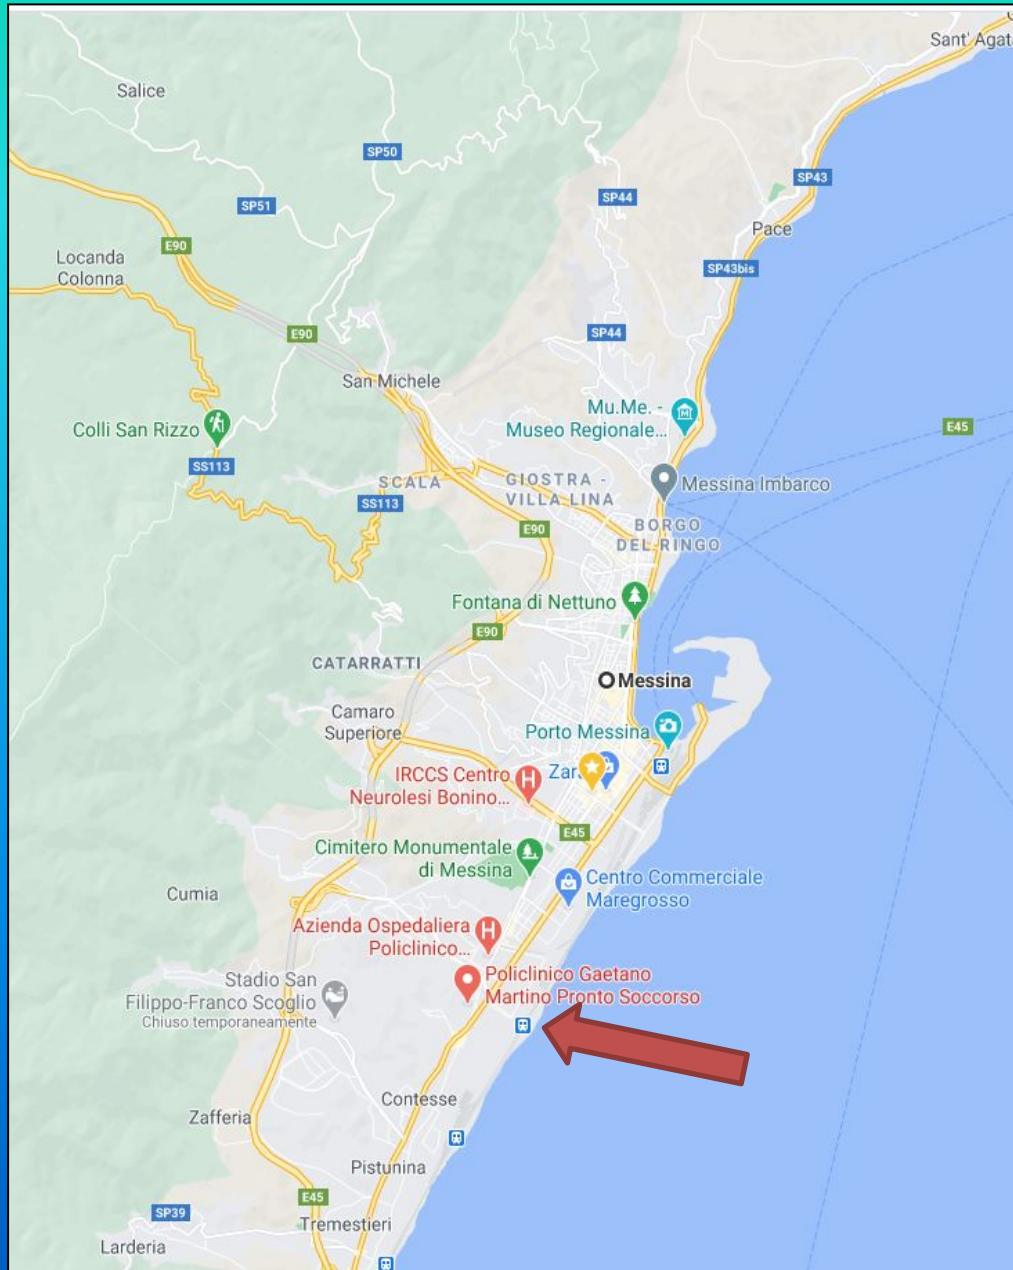 Sant' Agat
Salice
SP50
SP43
SP44
SP51
Pace
E90
Locanda
Colonna
SP43bis
E90
SP44
San Michele
Mu.Me. -
Museo Regionale...
Colli San Rizzo
E45
SS113
SCALA
GIOSTRA -
VILLA LINA
Messina Imbarco
SS113
E90
BORGO
DEL RINGO
Fontana di Nettuno
E90
CATARRATTI
Messina
Camaro
Superiore
Porto Messina
IRCCS Centro
Neurolesi Bonino...
Zar
E45
Cimitero Monumentale
di Messina
Centro Commerciale
Maregrosso
Cumia
Azienda Ospedaliera
Policlinico...
Policlinico Gaetano
Martino Pronto Soccorso
Stadio San
Filippo-Franco Scoglio
Chiuso temporaneamente
Contesse
Zafferia
Pistunina
E45
SP39
Tremestieri
Larderia